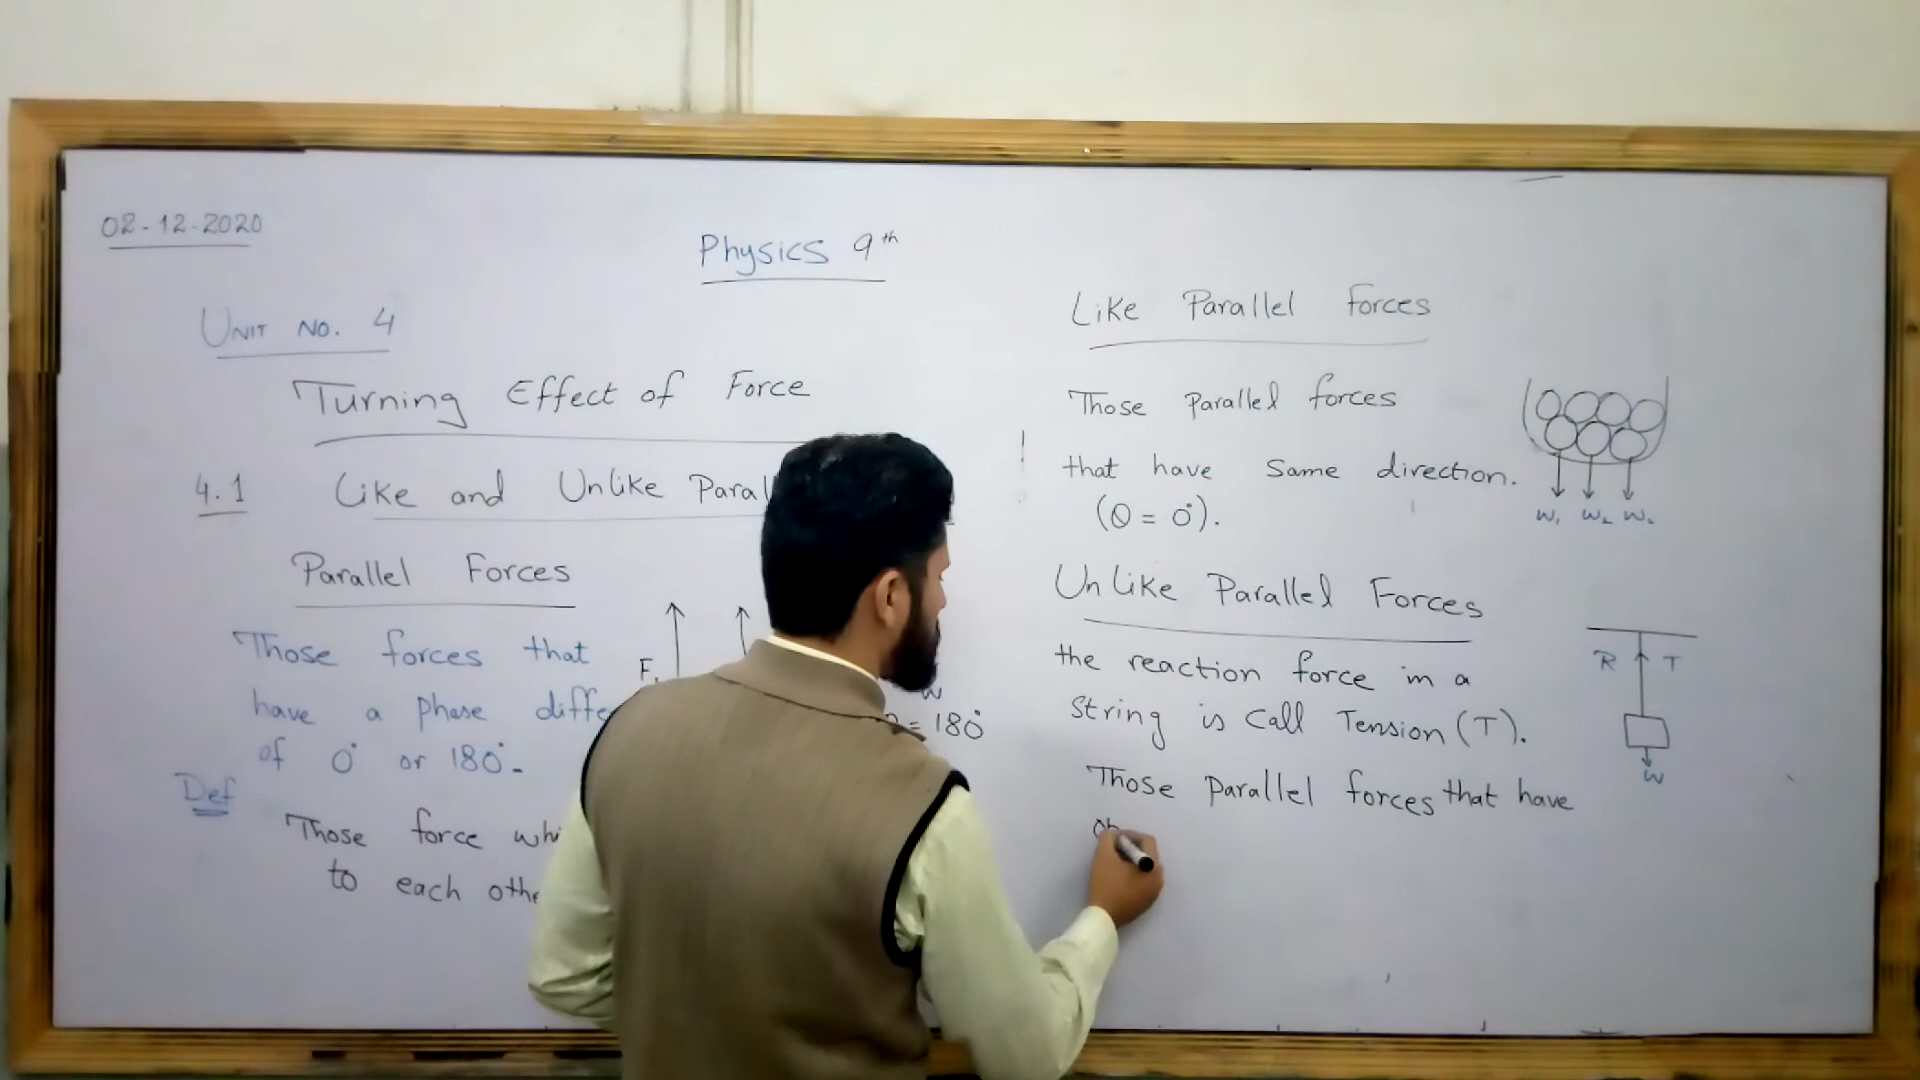 02-12-2020
Physics 9th
UNIT NO. 4
Turning Effect of Force
4.1 Like and Unlike Paral
Parallel Forces
Those forces that
have a phase diffe
of 0° or 180°.
Def
Those force whi
to each othe
F₁
W
= 180°
Like Parallel forces
Those parallel forces
that have same direction.
(θ = 0°).
W₁ W₂ W₂
UnLike Parallel Forces
the reaction force in a
String is Call Tension (T).
Those parallel forces that have
R T
W